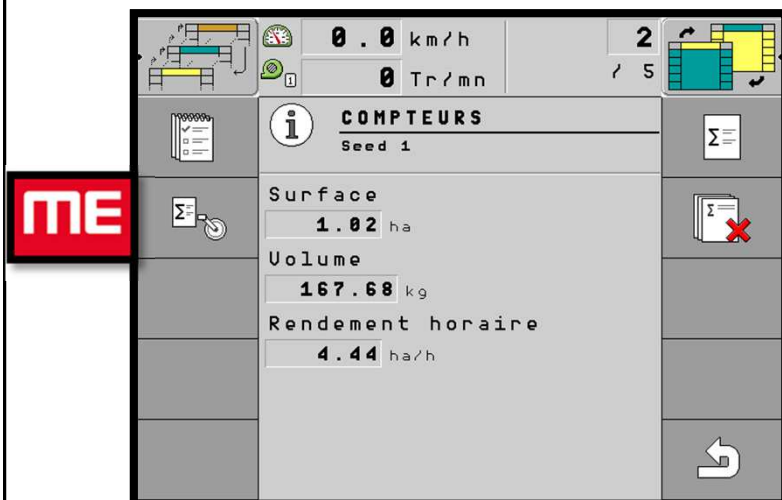 0.0 km/h
2
1
0 Tr/mn
/ 5
i
COMPTEURS
Seed 1
Σ
ME
Σ
Surface
1.02 ha
Σ
Volume
167.68 kg
Rendement horaire
4.44 ha/h